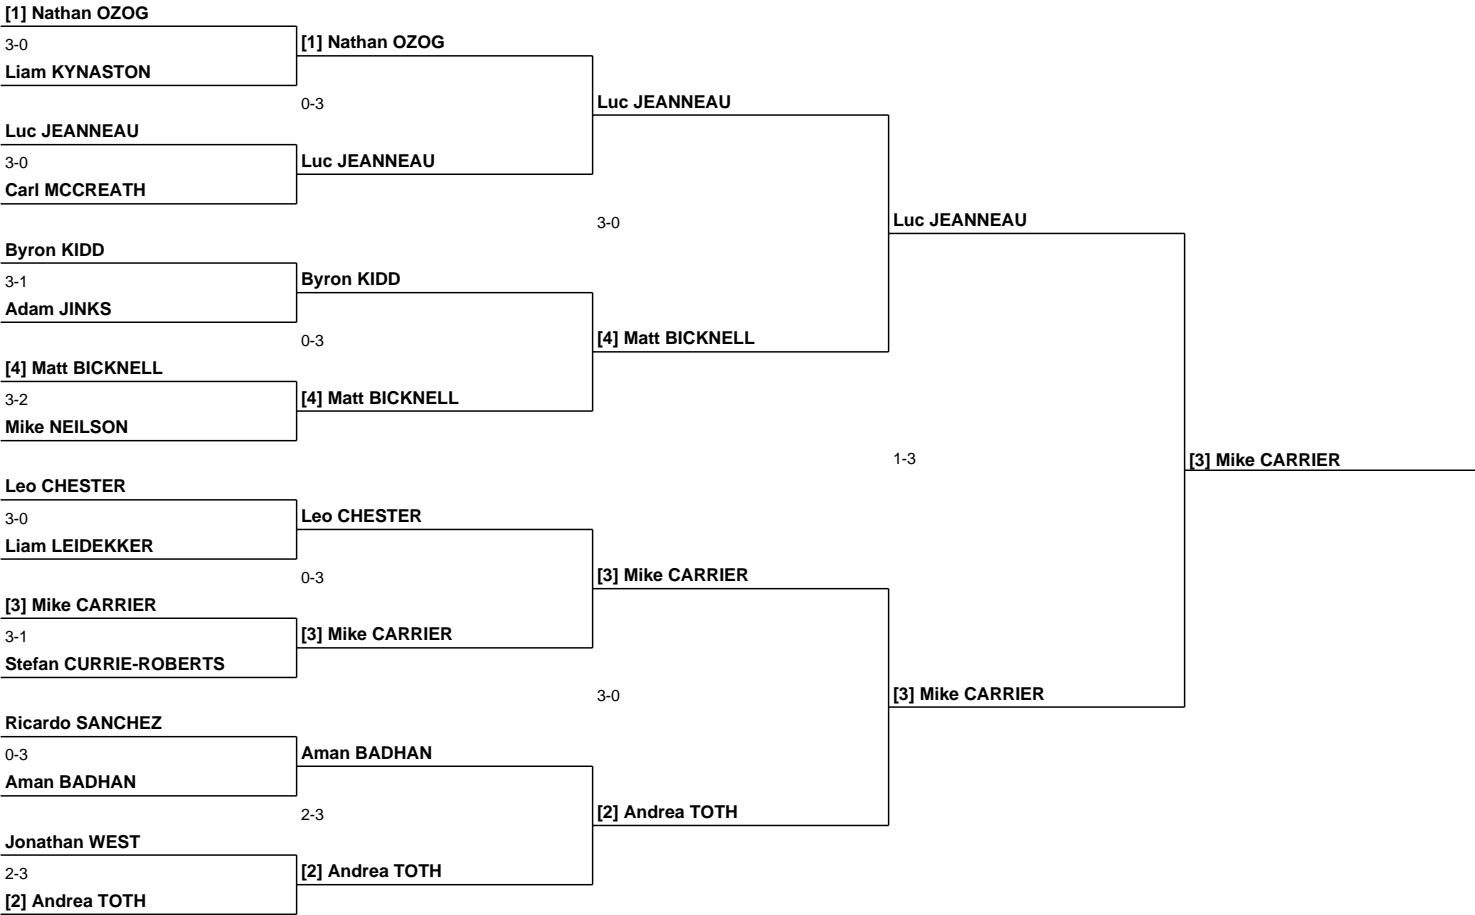 [1] Nathan OZOG
3-0
[1] Nathan OZOG
Liam KYNASTON
0-3
Luc JEANNEAU
Luc JEANNEAU
3-0
Luc JEANNEAU
Carl MCCREATH
3-0
Luc JEANNEAU
Byron KIDD
3-1
Byron KIDD
Adam JINKS
0-3
[4] Matt BICKNELL
[4] Matt BICKNELL
3-2
[4] Matt BICKNELL
Mike NEILSON
1-3
[3] Mike CARRIER
Leo CHESTER
3-0
Leo CHESTER
Liam LEIDEKKER
0-3
[3] Mike CARRIER
[3] Mike CARRIER
3-1
[3] Mike CARRIER
Stefan CURRIE-ROBERTS
3-0
[3] Mike CARRIER
Ricardo SANCHEZ
0-3
Aman BADHAN
Aman BADHAN
2-3
[2] Andrea TOTH
Jonathan WEST
2-3
[2] Andrea TOTH
[2] Andrea TOTH